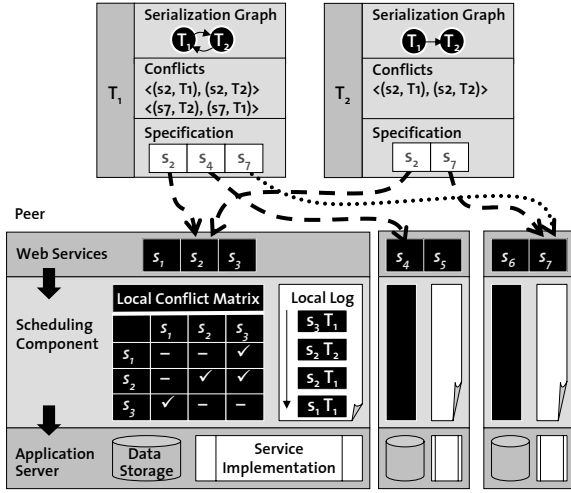 Serialization Graph
T1 T2
Conflicts
<(s2, T1), (s2, T2)>
<(s7, T2), (s7, T1)>
T1
Specification
s2 s4 s7
Serialization Graph
T1 T2
Conflicts
<(s2, T1), (s2, T2)>
T2
Specification
s2 s7
Peer
Web Services
s1 s2 s3
s4 s5
s6 s7
Scheduling
Component
Local Conflict Matrix
s1 s2 s3
s1 – – ✓
s2 – ✓ ✓
s3 ✓ – –
Local Log
s3 T1
s2 T2
s2 T1
s1 T1
Application
Server
Data
Storage
Service
Implementation